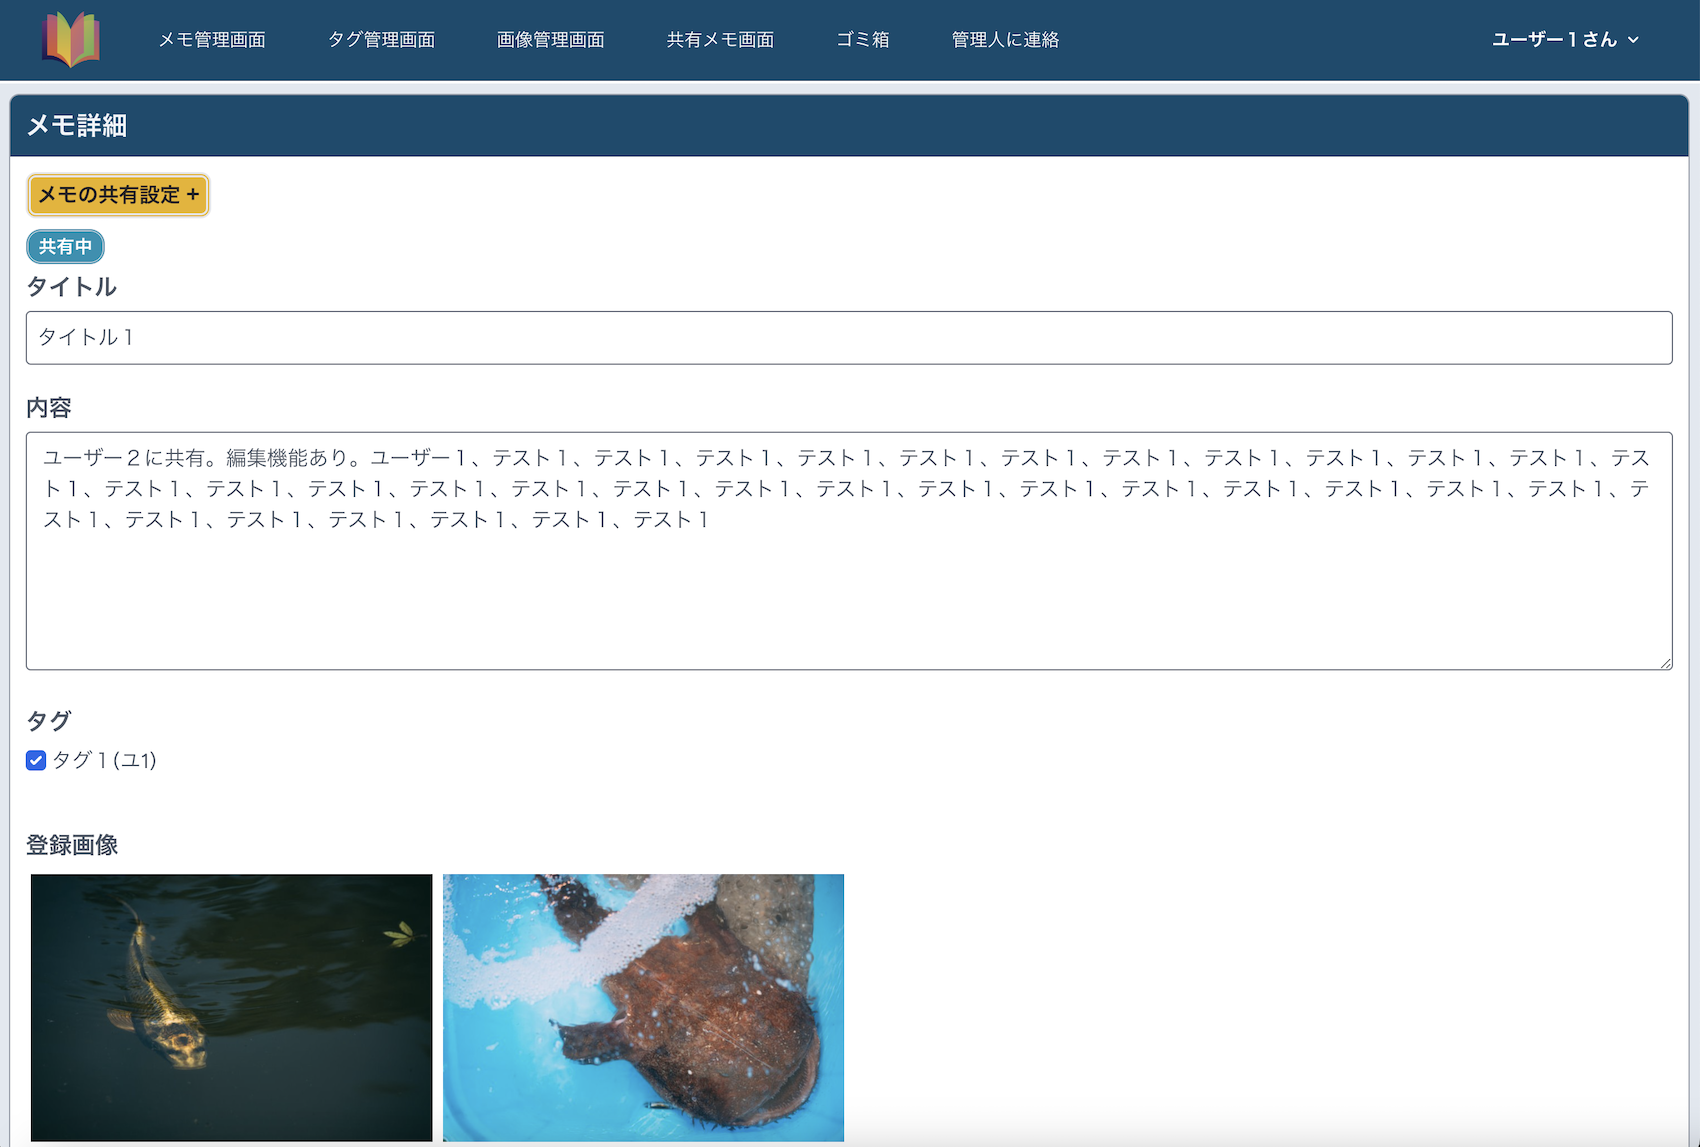 メモ管理画面
タグ管理画面
画像管理画面
共有メモ画面
ゴミ箱
管理人に連絡
ユーザー１さん
メモ詳細
メモの共有設定 +
共有中
タイトル
タイトル１
内容
ユーザー２に共有。編集機能あり。ユーザー１、テスト１、テスト１、テスト１、テスト１、テスト１、テスト１、テスト１、テスト１、テスト１、テスト１、テスト１、テス
ト１、テスト１、テスト１、テスト１、テスト１、テスト１、テスト１、テスト１、テスト１、テスト１、テスト１、テスト１、テスト１、テスト１、テスト１、テスト１、テ
スト１、テスト１、テスト１、テスト１、テスト１、テスト１、テスト１
タグ
タグ１(ユ1)
登録画像